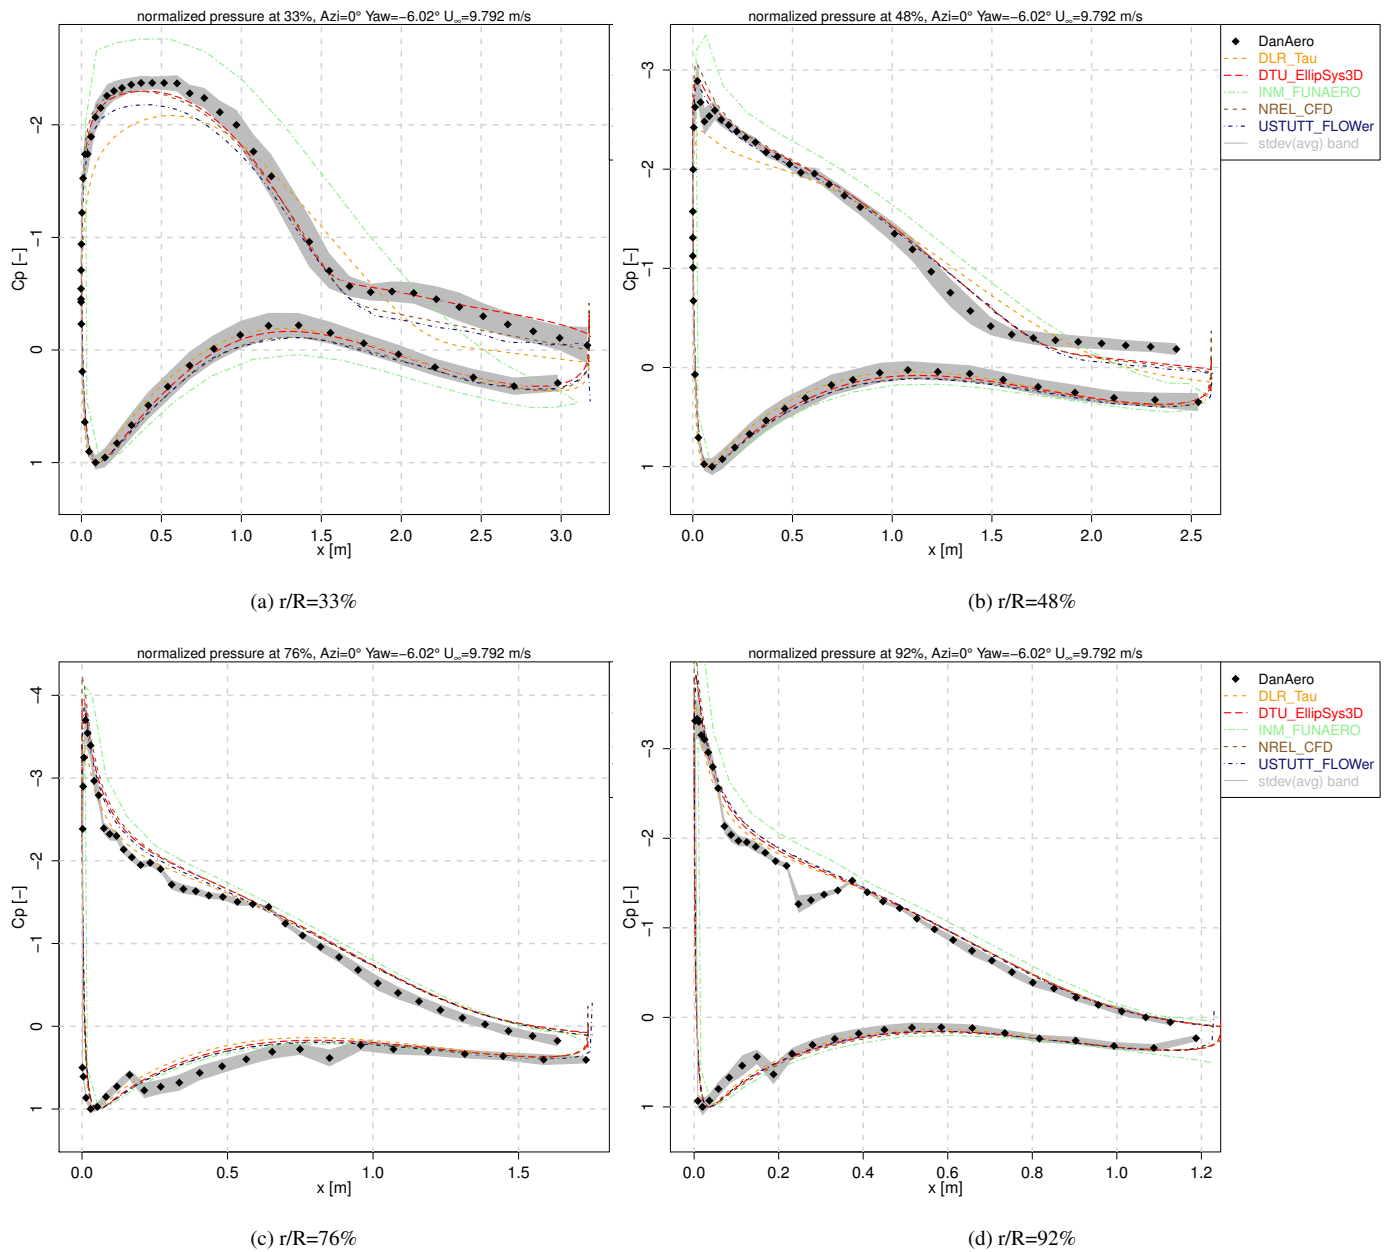 normalized pressure at 33%, Azi=0° Yaw=−6.02° U∞=9.792 m/s
Cp [−]
−2
−1
0
1
0.0 0.5 1.0 1.5 2.0 2.5 3.0
x [m]
(a) r/R=33%
normalized pressure at 48%, Azi=0° Yaw=−6.02° U∞=9.792 m/s
Cp [−]
−3
−2
−1
0
1
0.0 0.5 1.0 1.5 2.0 2.5
x [m]
DanAero
DLR_Tau
DTU_EllipSys3D
INM_FUNAERO
NREL_CFD
USTUTT_FLOWer
stdev(avg) band
(b) r/R=48%
normalized pressure at 76%, Azi=0° Yaw=−6.02° U∞=9.792 m/s
Cp [−]
−4
−3
−2
−1
0
1
0.0 0.5 1.0 1.5
x [m]
(c) r/R=76%
normalized pressure at 92%, Azi=0° Yaw=−6.02° U∞=9.792 m/s
Cp [−]
−3
−2
−1
0
1
0.0 0.2 0.4 0.6 0.8 1.0 1.2
x [m]
DanAero
DLR_Tau
DTU_EllipSys3D
INM_FUNAERO
NREL_CFD
USTUTT_FLOWer
stdev(avg) band
(d) r/R=92%